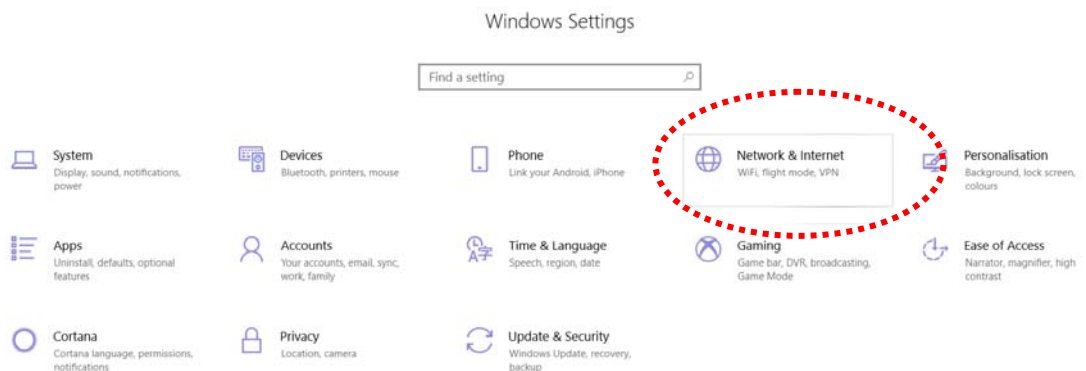 Windows Settings
Find a setting
System
Display, sound, notifications,
power
Devices
Bluetooth, printers, mouse
Phone
Link your Android, iPhone
Network & Internet
WiFi, flight mode, VPN
Personalisation
Background, lock screen,
colours
Apps
Uninstall, defaults, optional
features
Accounts
Your accounts, email, sync,
work, family
Time & Language
Speech, region, date
Gaming
Game bar, DVR, broadcasting,
Game Mode
Ease of Access
Narrator, magnifier, high
contrast
Cortana
Cortana language, permissions,
notifications
Privacy
Location, camera
Update & Security
Windows Update, recovery,
backup